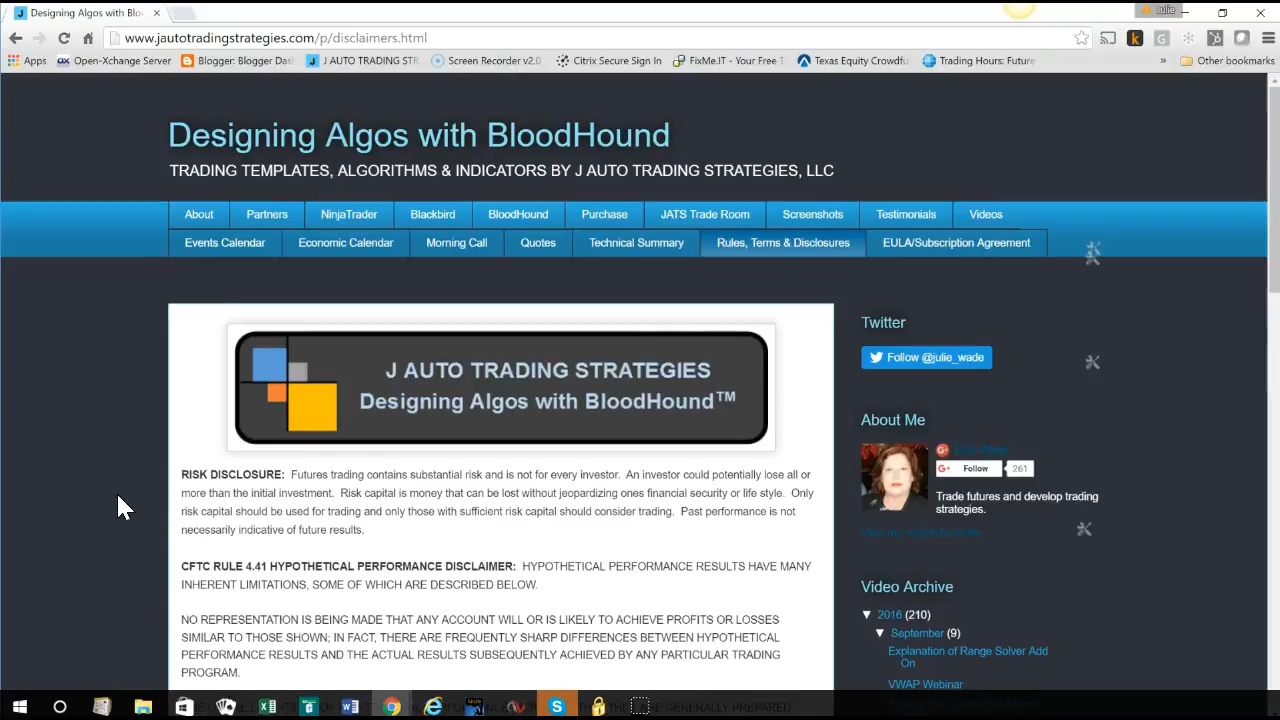 Designing Algos with Blo
Julie
www.jautotradingstrategies.com/p/disclaimers.html
Apps
Open-Xchange Server
Blogger: Blogger Das
J AUTO TRADING STR
Screen Recorder v2.0
Citrix Secure Sign In
FixMe.IT - Your Free T
Texas Equity Crowdfu
Trading Hours: Future
»
Other bookmarks
Designing Algos with BloodHound
TRADING TEMPLATES, ALGORITHMS & INDICATORS BY J AUTO TRADING STRATEGIES, LLC
About Partners NinjaTrader Blackbird BloodHound Purchase JATS Trade Room Screenshots Testimonials Videos
Events Calendar Economic Calendar Morning Call Quotes Technical Summary Rules, Terms & Disclosures EULA/Subscription Agreement
J AUTO TRADING STRATEGIES
Designing Algos with BloodHound™
RISK DISCLOSURE: Futures trading contains substantial risk and is not for every investor. An investor could potentially lose all or
more than the initial investment. Risk capital is money that can be lost without jeopardizing ones financial security or life style. Only
risk capital should be used for trading and only those with sufficient risk capital should consider trading. Past performance is not
necessarily indicative of future results.
CFTC RULE 4.41 HYPOTHETICAL PERFORMANCE DISCLAIMER: HYPOTHETICAL PERFORMANCE RESULTS HAVE MANY
INHERENT LIMITATIONS, SOME OF WHICH ARE DESCRIBED BELOW.
NO REPRESENTATION IS BEING MADE THAT ANY ACCOUNT WILL OR IS LIKELY TO ACHIEVE PROFITS OR LOSSES
SIMILAR TO THOSE SHOWN; IN FACT, THERE ARE FREQUENTLY SHARP DIFFERENCES BETWEEN HYPOTHETICAL
PERFORMANCE RESULTS AND THE ACTUAL RESULTS SUBSEQUENTLY ACHIEVED BY ANY PARTICULAR TRADING
PROGRAM.
Twitter
Follow @julie_wade
About Me
G+ Follow 261
Trade futures and develop trading
strategies.
Video Archive
▼ 2016 (210)
▼ September (9)
Explanation of Range Solver Add
On
VWAP Webinar